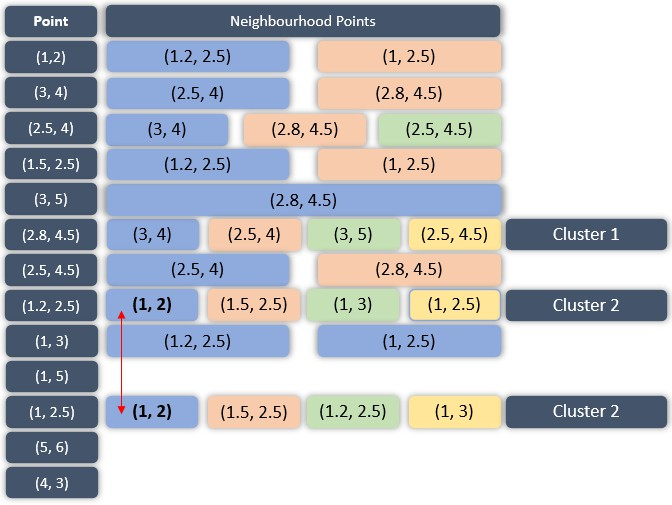 Point Neighbourhood Points
(1,2) (1.2, 2.5) (1, 2.5)
(3, 4) (2.5, 4) (2.8, 4.5)
(2.5, 4) (3, 4) (2.8, 4.5) (2.5, 4.5)
(1.5, 2.5) (1.2, 2.5) (1, 2.5)
(3, 5) (2.8, 4.5)
(2.8, 4.5) (3, 4) (2.5, 4) (3, 5) (2.5, 4.5) Cluster 1
(2.5, 4.5) (2.5, 4) (2.8, 4.5)
(1.2, 2.5) (1, 2) (1.5, 2.5) (1, 3) (1, 2.5) Cluster 2
(1, 3) (1.2, 2.5) (1, 2.5)
(1, 5)
(1, 2.5) (1, 2) (1.5, 2.5) (1.2, 2.5) (1, 3) Cluster 2
(5, 6)
(4, 3)